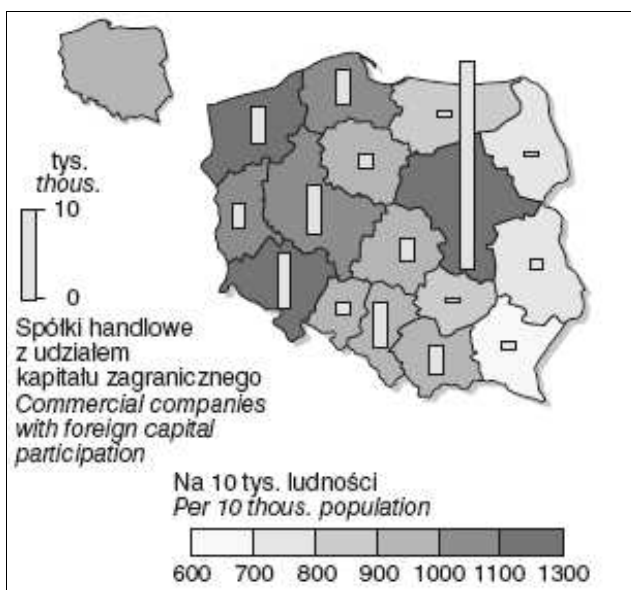 tys.
thous.
10
0
Spółki handlowe
z udziałem
kapitału zagranicznego
Commercial companies
with foreign capital
participation
Na 10 tys. ludności
Per 10 thous. population
600 700 800 900 1000 1100 1300